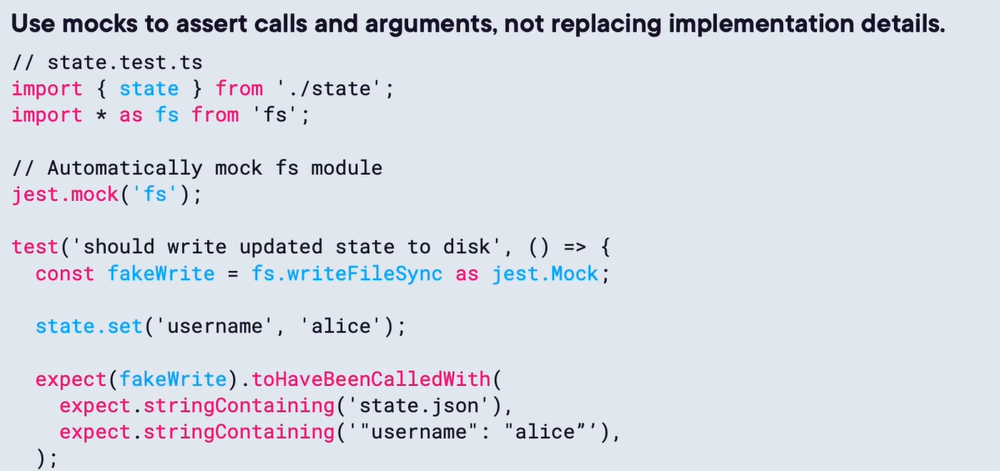 Use mocks to assert calls and arguments, not replacing implementation details.
// state.test.ts
import { state } from './state';
import * as fs from 'fs';
// Automatically mock fs module
jest.mock('fs');
test('should write updated state to disk', () => {
const fakeWrite = fs.writeFileSync as jest.Mock;
state.set('username', 'alice');
expect(fakeWrite).toHaveBeenCalledWith(
expect.stringContaining('state.json'),
expect.stringContaining('"username": "alice”’),
);